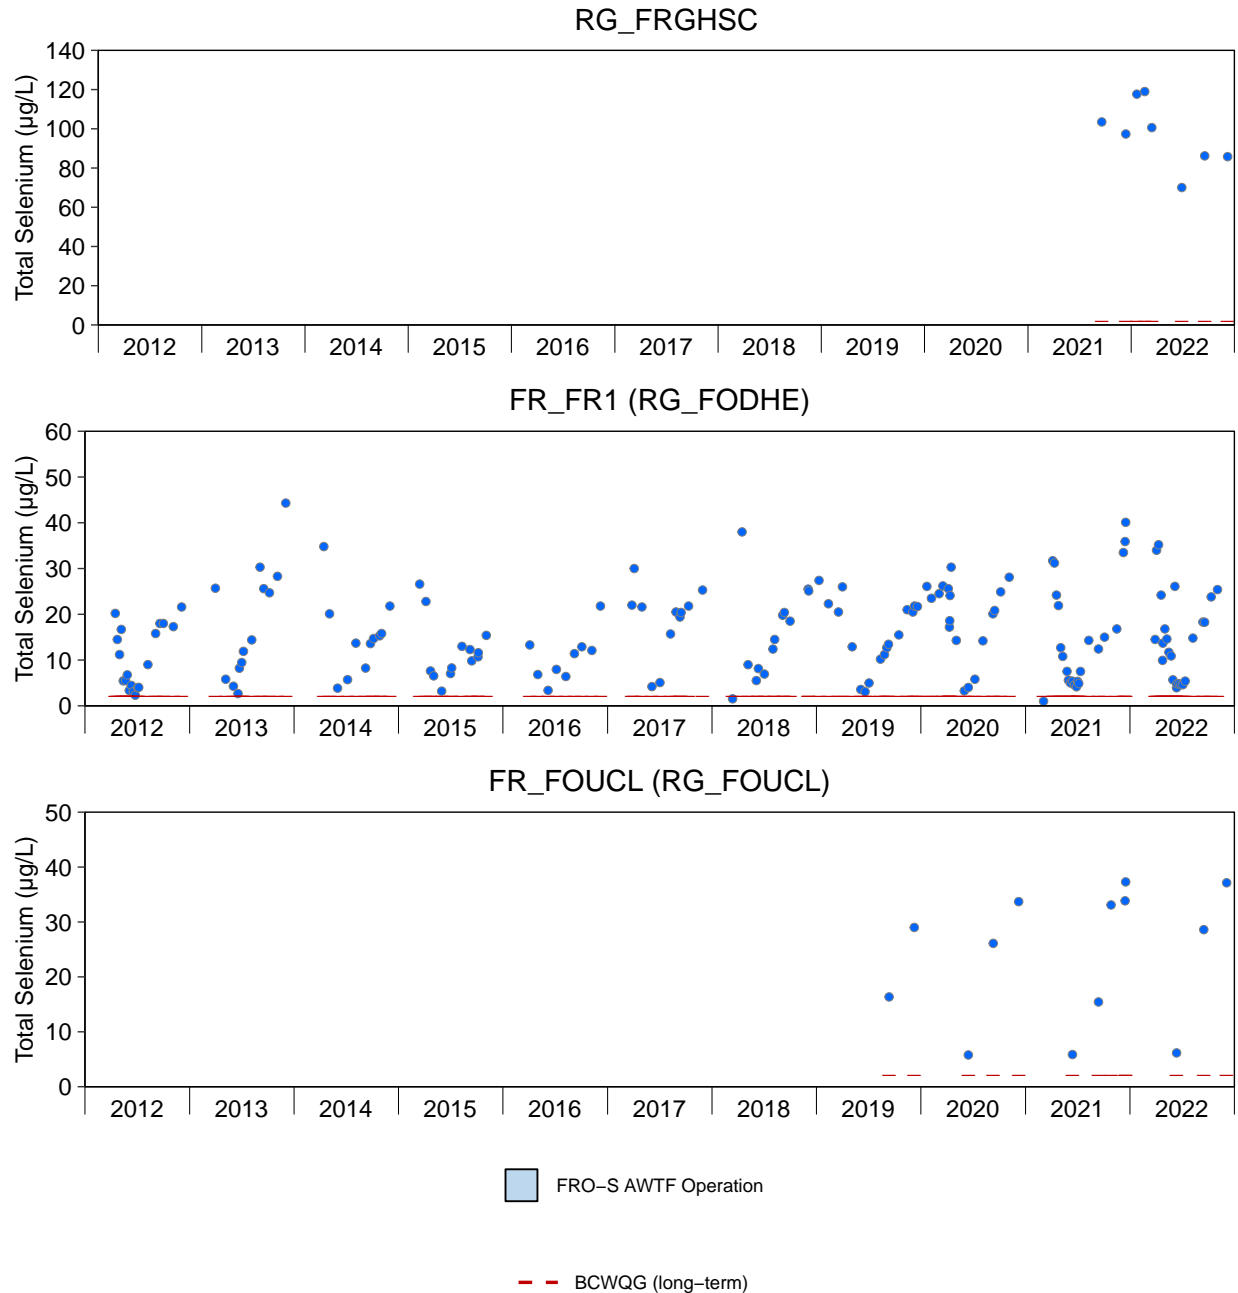 RG_FRGHSC
Total Selenium (µg/L)
140
120
100
80
60
40
20
0
2012 2013 2014 2015 2016 2017 2018 2019 2020 2021 2022
FR_FR1 (RG_FODHE)
Total Selenium (µg/L)
60
50
40
30
20
10
0
2012 2013 2014 2015 2016 2017 2018 2019 2020 2021 2022
FR_FOUCL (RG_FOUCL)
Total Selenium (µg/L)
50
40
30
20
10
0
2012 2013 2014 2015 2016 2017 2018 2019 2020 2021 2022
FRO−S AWTF Operation
BCWQG (long−term)